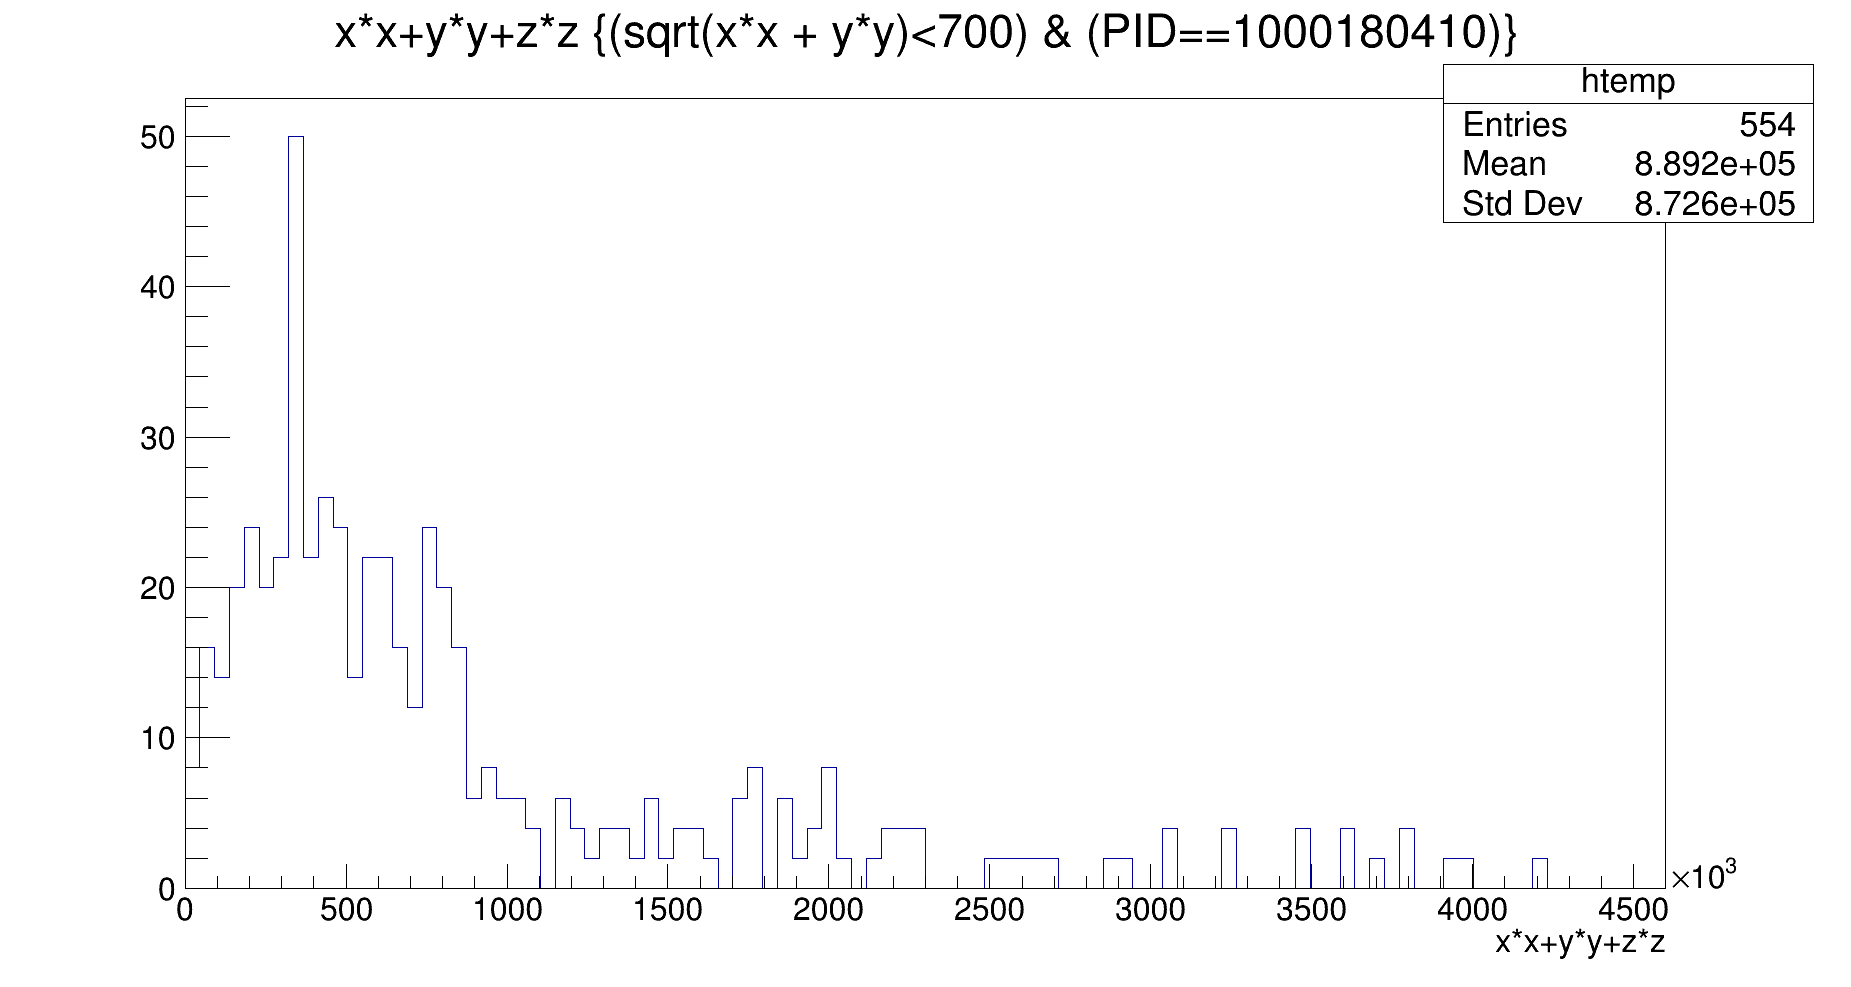 x*x+y*y+z*z {(sqrt(x*x + y*y)<700) & (PID==1000180410)}
htemp
Entries 554
Mean 8.892e+05
Std Dev 8.726e+05
50
40
30
20
10
0
0 500 1000 1500 2000 2500 3000 3500 4000 4500
×10³
x*x+y*y+z*z